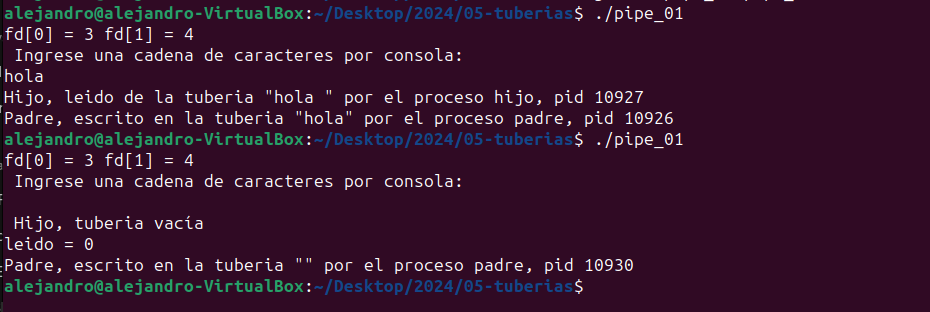 alejandro@alejandro-VirtualBox:~/Desktop/2024/05-tuberias$ ./pipe_01
fd[0] = 3 fd[1] = 4
 Ingrese una cadena de caracteres por consola:
hola
Hijo, leido de la tuberia "hola " por el proceso hijo, pid 10927
Padre, escrito en la tuberia "hola" por el proceso padre, pid 10926
alejandro@alejandro-VirtualBox:~/Desktop/2024/05-tuberias$ ./pipe_01
fd[0] = 3 fd[1] = 4
 Ingrese una cadena de caracteres por consola:

 Hijo, tuberia vacía
leido = 0
Padre, escrito en la tuberia "" por el proceso padre, pid 10930
alejandro@alejandro-VirtualBox:~/Desktop/2024/05-tuberias$